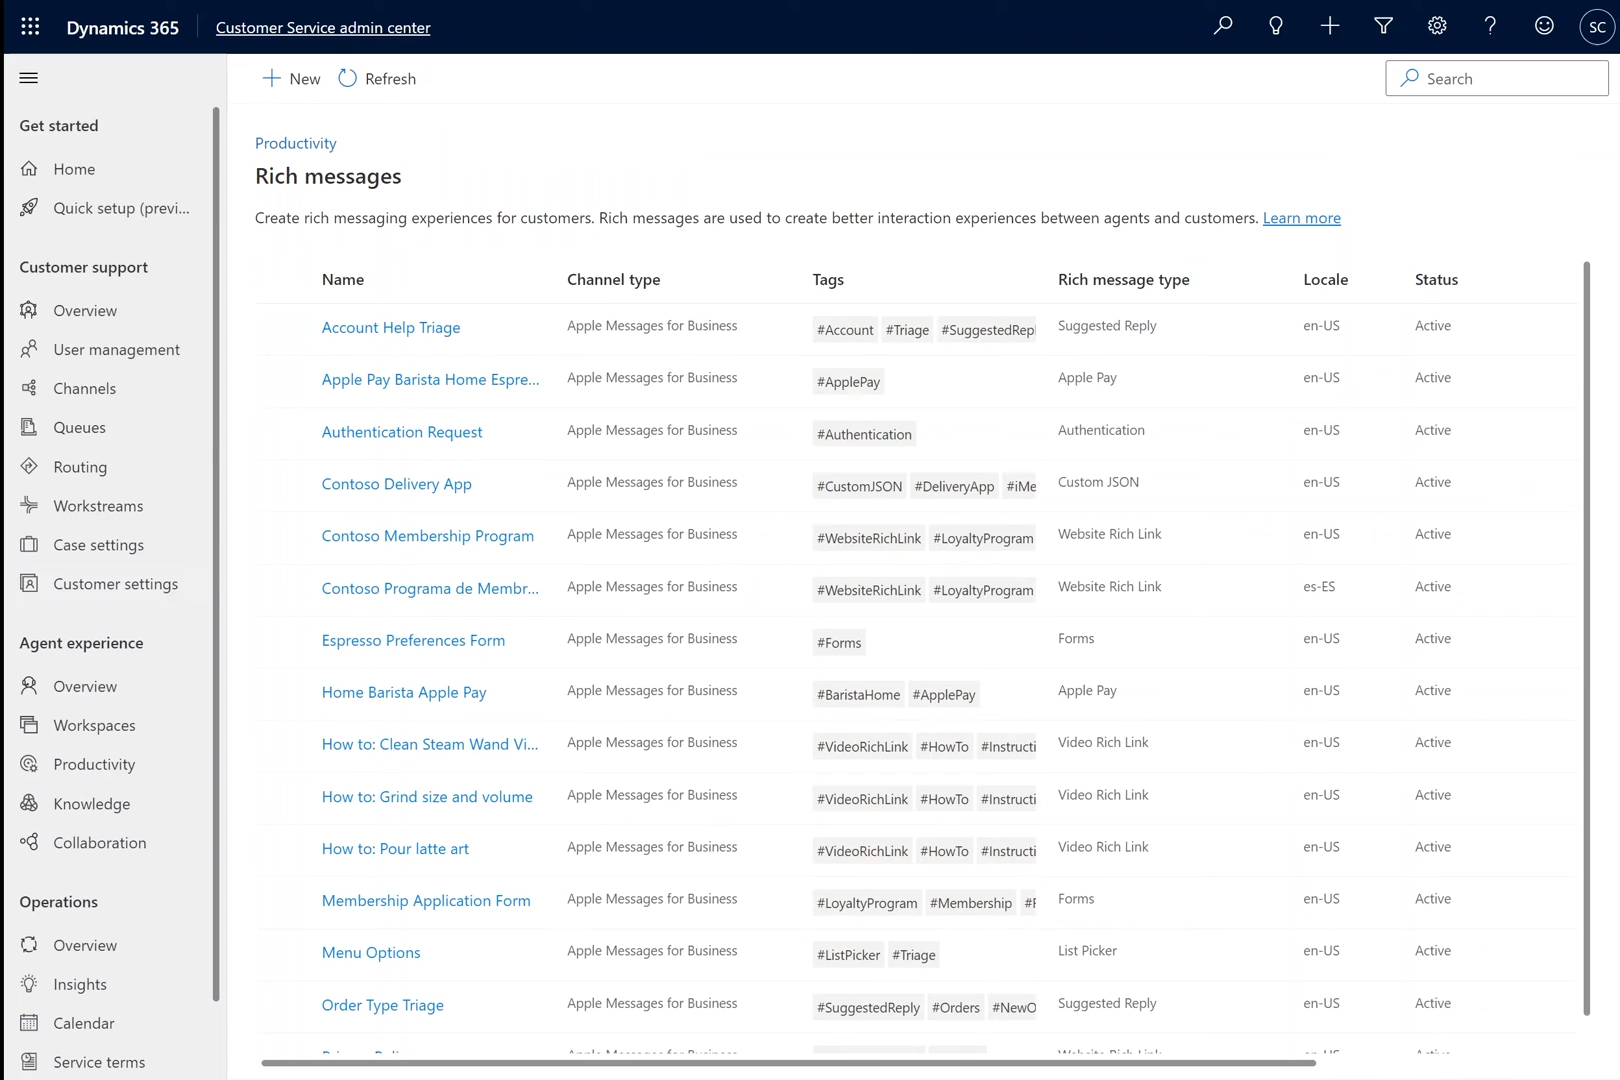 Dynamics 365
Customer Service admin center
SC
New
Refresh
Search
Get started
Home
Quick setup (previ...
Customer support
Overview
User management
Channels
Queues
Routing
Workstreams
Case settings
Customer settings
Agent experience
Overview
Workspaces
Productivity
Knowledge
Collaboration
Operations
Overview
Insights
Calendar
Service terms
Productivity
Rich messages
Create rich messaging experiences for customers. Rich messages are used to create better interaction experiences between agents and customers. Learn more
Name Channel type Tags Rich message type Locale Status
Account Help Triage Apple Messages for Business #Account #Triage #SuggestedRepl Suggested Reply en-US Active
Apple Pay Barista Home Espre... Apple Messages for Business #ApplePay Apple Pay en-US Active
Authentication Request Apple Messages for Business #Authentication Authentication en-US Active
Contoso Delivery App Apple Messages for Business #CustomJSON #DeliveryApp #iMe Custom JSON en-US Active
Contoso Membership Program Apple Messages for Business #WebsiteRichLink #LoyaltyProgram Website Rich Link en-US Active
Contoso Programa de Membr... Apple Messages for Business #WebsiteRichLink #LoyaltyProgram Website Rich Link es-ES Active
Espresso Preferences Form Apple Messages for Business #Forms Forms en-US Active
Home Barista Apple Pay Apple Messages for Business #BaristaHome #ApplePay Apple Pay en-US Active
How to: Clean Steam Wand Vi... Apple Messages for Business #VideoRichLink #HowTo #Instructi Video Rich Link en-US Active
How to: Grind size and volume Apple Messages for Business #VideoRichLink #HowTo #Instructi Video Rich Link en-US Active
How to: Pour latte art Apple Messages for Business #VideoRichLink #HowTo #Instructi Video Rich Link en-US Active
Membership Application Form Apple Messages for Business #LoyaltyProgram #Membership #F Forms en-US Active
Menu Options Apple Messages for Business #ListPicker #Triage List Picker en-US Active
Order Type Triage Apple Messages for Business #SuggestedReply #Orders #NewO Suggested Reply en-US Active